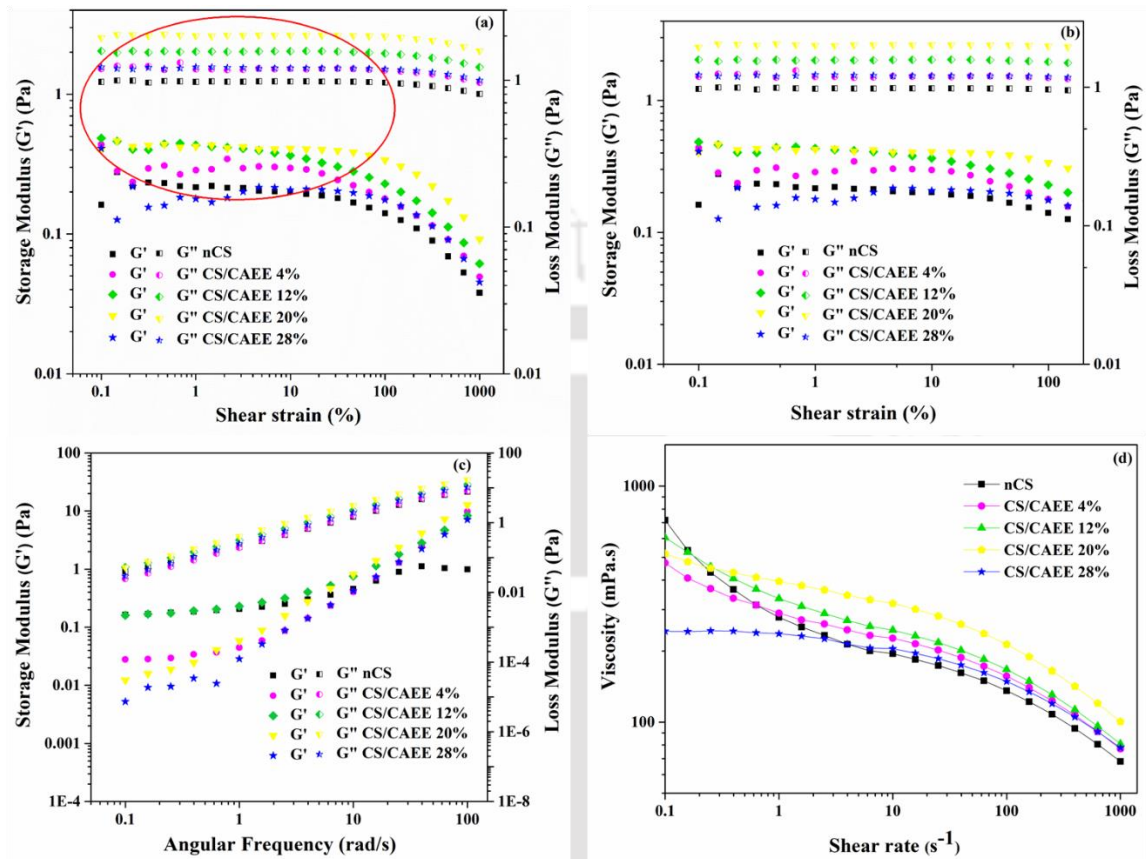 (a)
Storage Modulus (G') (Pa)
1
0.1
0.01
1
0.1
0.01
Loss Modulus (G'') (Pa)
G' G'' nCS
G' G'' CS/CAEE 4%
G' G'' CS/CAEE 12%
G' G'' CS/CAEE 20%
G' G'' CS/CAEE 28%
0.1 1 10 100 1000
Shear strain (%)
(b)
Storage Modulus (G') (Pa)
1
0.1
0.01
1
0.1
0.01
Loss Modulus (G'') (Pa)
G' G'' nCS
G' G'' CS/CAEE 4%
G' G'' CS/CAEE 12%
G' G'' CS/CAEE 20%
G' G'' CS/CAEE 28%
0.1 1 10 100
Shear strain (%)
(c)
Storage Modulus (G') (Pa)
100
10
1
0.1
0.01
0.001
1E-4
100
1
0.01
1E-4
1E-6
1E-8
Loss Modulus (G'') (Pa)
G' G'' nCS
G' G'' CS/CAEE 4%
G' G'' CS/CAEE 12%
G' G'' CS/CAEE 20%
G' G'' CS/CAEE 28%
0.1 1 10 100
Angular Frequency (rad/s)
(d)
Viscosity (mPa.s)
1000
100
nCS
CS/CAEE 4%
CS/CAEE 12%
CS/CAEE 20%
CS/CAEE 28%
0.1 1 10 100 1000
Shear rate (s-1)